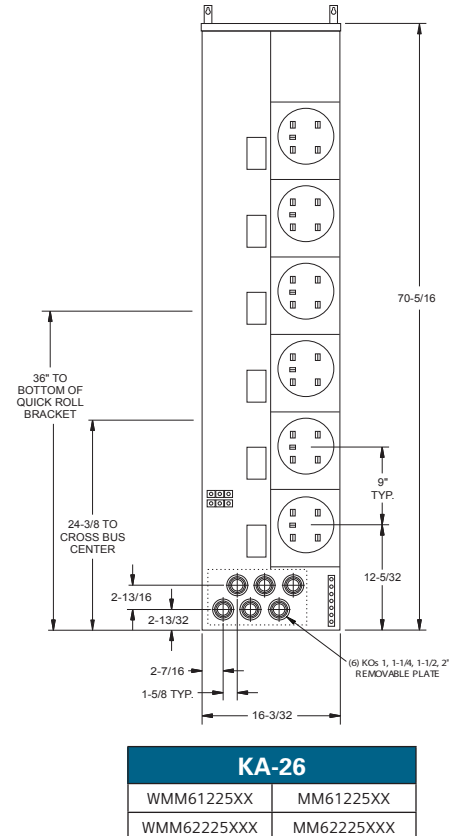 70-5/16
36" TO
BOTTOM OF
QUICK ROLL
BRACKET
24-3/8 TO
CROSS BUS
CENTER
9"
TYP.
12-5/32
2-13/16
2-13/32
2-7/16
1-5/8 TYP.
16-3/32
(6) KOs 1, 1-1/4, 1-1/2, 2"
REMOVABLE PLATE
KA-26
WMM61225XX MM61225XX
WMM62225XXX MM62225XXX